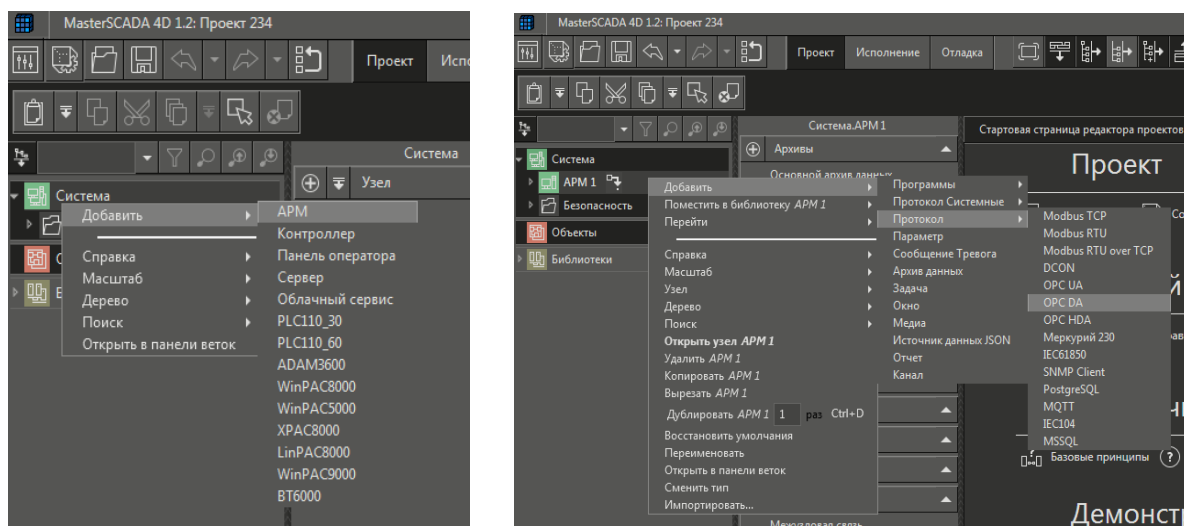 MasterSCADA 4D 1.2: Проект 234
Проект
Система
Узел
Система
Добавить
Справка
Масштаб
Дерево
Поиск
Открыть в панели веток
АРМ
Контроллер
Панель оператора
Сервер
Облачный сервис
PLC110_30
PLC110_60
ADAM3600
WinPAC8000
WinPAC5000
XPAC8000
LinPAC8000
WinPAC9000
BT6000
MasterSCADA 4D 1.2: Проект 234
Проект Исполнение Отладка
Система.АРМ 1
Стартовая страница редактора проектов
Архивы
Основной архив данных
Проект
Система
АРМ 1
Безопасность
Объекты
Библиотеки
Добавить
Поместить в библиотеку АРМ 1
Перейти
Справка
Масштаб
Узел
Дерево
Поиск
Открыть узел АРМ 1
Удалить АРМ 1
Копировать АРМ 1
Вырезать АРМ 1
Дублировать АРМ 1 1 раз Ctrl+D
Восстановить умолчания
Переименовать
Открыть в панели веток
Сменить тип
Импортировать...
Программы
Протокол Системные
Протокол
Параметр
Сообщение Тревога
Архив данных
Задача
Окно
Медиа
Источник данных JSON
Отчет
Канал
Modbus TCP
Modbus RTU
Modbus RTU over TCP
DCON
OPC UA
OPC DA
OPC HDA
Меркурий 230
IEC61850
SNMP Client
PostgreSQL
MQTT
IEC104
MSSQL
Базовые принципы
Межузловая связь